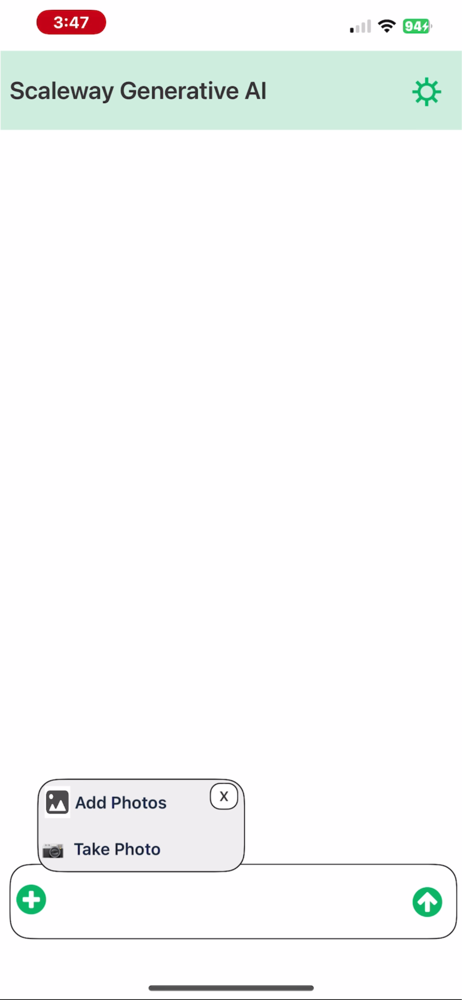 3:47
94
Scaleway Generative AI
Add Photos
X
Take Photo